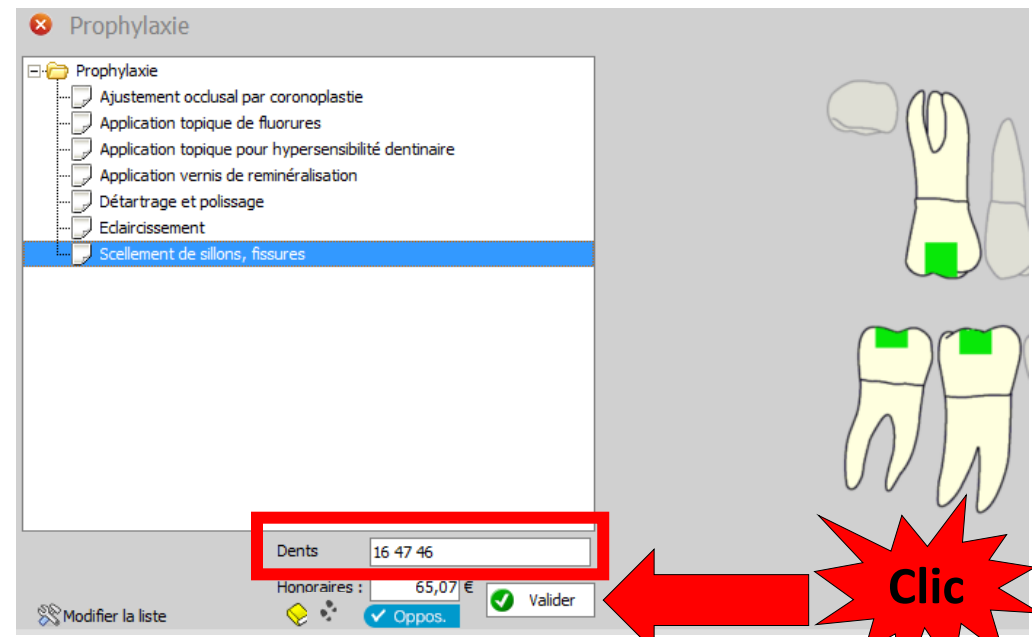 Prophylaxie
Prophylaxie
Ajustement occlusal par coronoplastie
Application topique de fluorures
Application topique pour hypersensibilité dentinaire
Application vernis de reminéralisation
Détartrage et polissage
Eclaircissement
Scellement de sillons, fissures
Dents 16 47 46
Honoraires : 65,07 €
Valider
Modifier la liste
Oppos.
Clic